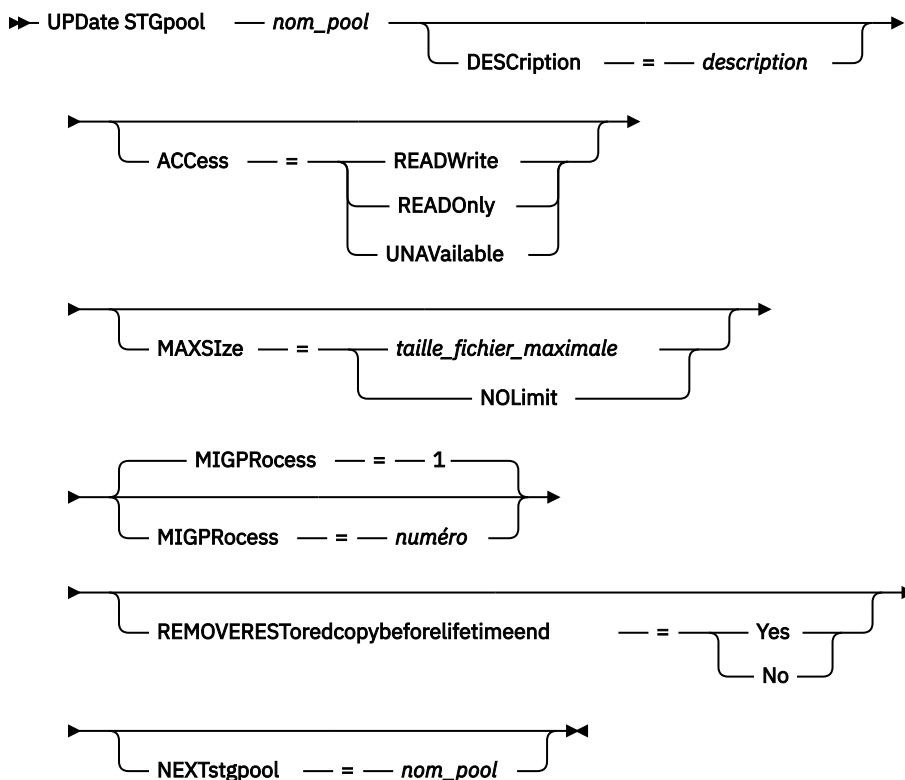 UPDate STGpool nom_pool
DESCription = description
ACCess = READWrite
READOnly
UNAVailable
MAXSIze = taille_fichier_maximale
NOLimit
MIGPRocess = 1
MIGPRocess = numéro
REMOVERESToredcopybeforelifetimeend = Yes
No
NEXTstgpool = nom_pool